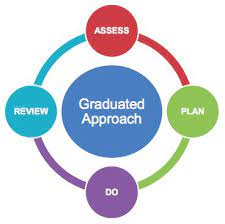 ASSESS
Graduated
Approach
REVIEW
PLAN
DO